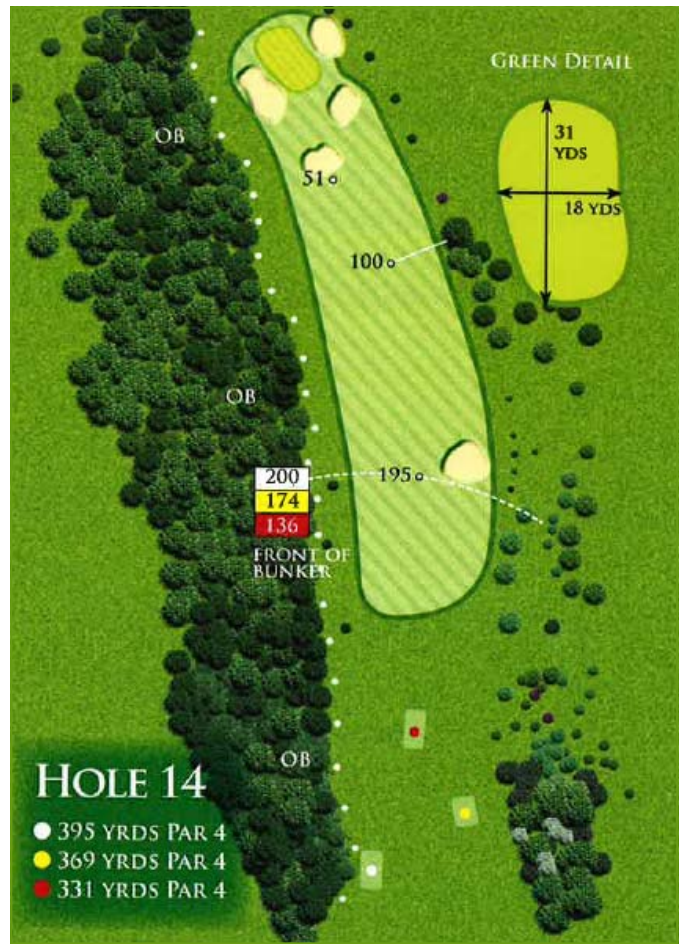 GREEN DETAIL
OB
31
YDS
51
18 YDS
100
OB
195
200
174
136
FRONT OF
BUNKER
OB
HOLE 14
395 YRDS PAR 4
369 YRDS PAR 4
331 YRDS PAR 4